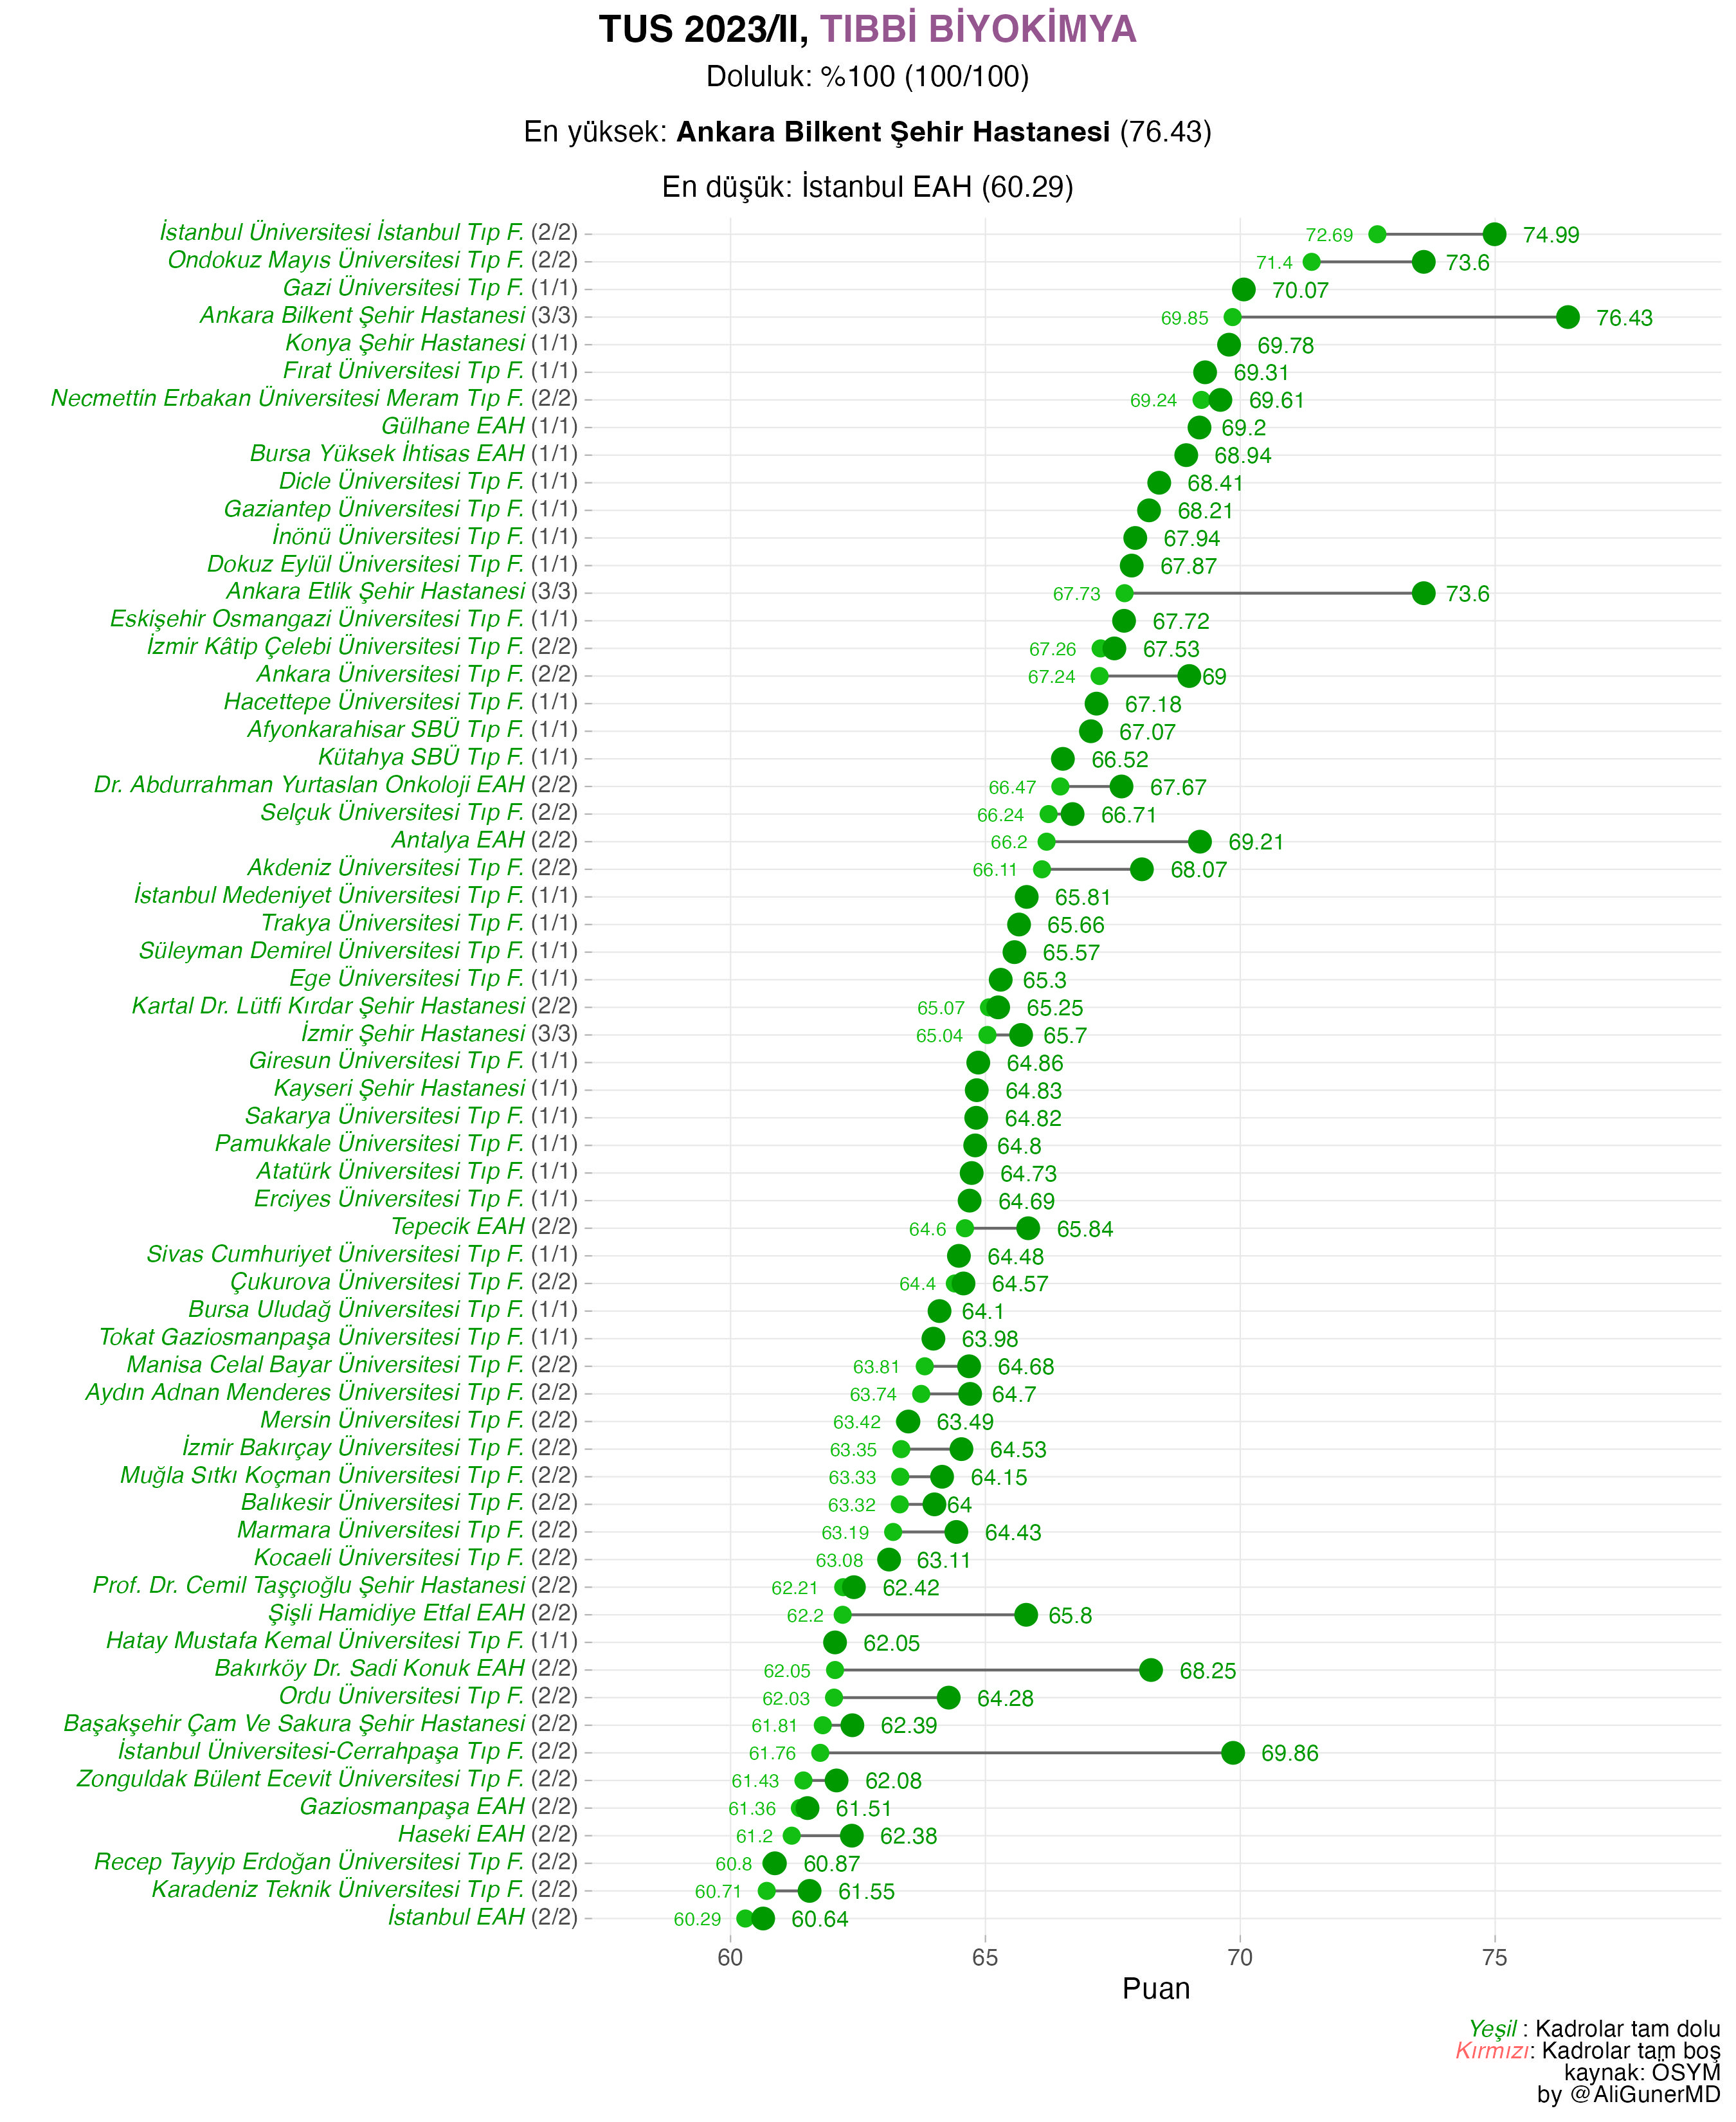 TUS 2023/II, TIBBİ BİYOKİMYA
Doluluk: %100 (100/100)
En yüksek: Ankara Bilkent Şehir Hastanesi (76.43)
En düşük: İstanbul EAH (60.29)
İstanbul Üniversitesi İstanbul Tıp F. (2/2) 72.69 74.99
Ondokuz Mayıs Üniversitesi Tıp F. (2/2) 71.4 73.6
Gazi Üniversitesi Tıp F. (1/1) 70.07
Ankara Bilkent Şehir Hastanesi (3/3) 69.85 76.43
Konya Şehir Hastanesi (1/1) 69.78
Fırat Üniversitesi Tıp F. (1/1) 69.31
Necmettin Erbakan Üniversitesi Meram Tıp F. (2/2) 69.24 69.61
Gülhane EAH (1/1) 69.2
Bursa Yüksek İhtisas EAH (1/1) 68.94
Dicle Üniversitesi Tıp F. (1/1) 68.41
Gaziantep Üniversitesi Tıp F. (1/1) 68.21
İnönü Üniversitesi Tıp F. (1/1) 67.94
Dokuz Eylül Üniversitesi Tıp F. (1/1) 67.87
Ankara Etlik Şehir Hastanesi (3/3) 67.73 73.6
Eskişehir Osmangazi Üniversitesi Tıp F. (1/1) 67.72
İzmir Kâtip Çelebi Üniversitesi Tıp F. (2/2) 67.26 67.53
Ankara Üniversitesi Tıp F. (2/2) 67.24 69
Hacettepe Üniversitesi Tıp F. (1/1) 67.18
Afyonkarahisar SBÜ Tıp F. (1/1) 67.07
Kütahya SBÜ Tıp F. (1/1) 66.52
Dr. Abdurrahman Yurtaslan Onkoloji EAH (2/2) 66.47 67.67
Selçuk Üniversitesi Tıp F. (2/2) 66.24 66.71
Antalya EAH (2/2) 66.2 69.21
Akdeniz Üniversitesi Tıp F. (2/2) 66.11 68.07
İstanbul Medeniyet Üniversitesi Tıp F. (1/1) 65.81
Trakya Üniversitesi Tıp F. (1/1) 65.66
Süleyman Demirel Üniversitesi Tıp F. (1/1) 65.57
Ege Üniversitesi Tıp F. (1/1) 65.3
Kartal Dr. Lütfi Kırdar Şehir Hastanesi (2/2) 65.07 65.25
İzmir Şehir Hastanesi (3/3) 65.04 65.7
Giresun Üniversitesi Tıp F. (1/1) 64.86
Kayseri Şehir Hastanesi (1/1) 64.83
Sakarya Üniversitesi Tıp F. (1/1) 64.82
Pamukkale Üniversitesi Tıp F. (1/1) 64.8
Atatürk Üniversitesi Tıp F. (1/1) 64.73
Erciyes Üniversitesi Tıp F. (1/1) 64.69
Tepecik EAH (2/2) 64.6 65.84
Sivas Cumhuriyet Üniversitesi Tıp F. (1/1) 64.48
Çukurova Üniversitesi Tıp F. (2/2) 64.4 64.57
Bursa Uludağ Üniversitesi Tıp F. (1/1) 64.1
Tokat Gaziosmanpaşa Üniversitesi Tıp F. (1/1) 63.98
Manisa Celal Bayar Üniversitesi Tıp F. (2/2) 63.81 64.68
Aydın Adnan Menderes Üniversitesi Tıp F. (2/2) 63.74 64.7
Mersin Üniversitesi Tıp F. (2/2) 63.42 63.49
İzmir Bakırçay Üniversitesi Tıp F. (2/2) 63.35 64.53
Muğla Sıtkı Koçman Üniversitesi Tıp F. (2/2) 63.33 64.15
Balıkesir Üniversitesi Tıp F. (2/2) 63.32 64
Marmara Üniversitesi Tıp F. (2/2) 63.19 64.43
Kocaeli Üniversitesi Tıp F. (2/2) 63.08 63.11
Prof. Dr. Cemil Taşçıoğlu Şehir Hastanesi (2/2) 62.21 62.42
Şişli Hamidiye Etfal EAH (2/2) 62.2 65.8
Hatay Mustafa Kemal Üniversitesi Tıp F. (1/1) 62.05
Bakırköy Dr. Sadi Konuk EAH (2/2) 62.05 68.25
Ordu Üniversitesi Tıp F. (2/2) 62.03 64.28
Başakşehir Çam Ve Sakura Şehir Hastanesi (2/2) 61.81 62.39
İstanbul Üniversitesi-Cerrahpaşa Tıp F. (2/2) 61.76 69.86
Zonguldak Bülent Ecevit Üniversitesi Tıp F. (2/2) 61.43 62.08
Gaziosmanpaşa EAH (2/2) 61.36 61.51
Haseki EAH (2/2) 61.2 62.38
Recep Tayyip Erdoğan Üniversitesi Tıp F. (2/2) 60.8 60.87
Karadeniz Teknik Üniversitesi Tıp F. (2/2) 60.71 61.55
İstanbul EAH (2/2) 60.29 60.64
60 65 70 75
Puan
Yeşil : Kadrolar tam dolu
Kırmızı: Kadrolar tam boş
kaynak: ÖSYM
by @AliGunerMD